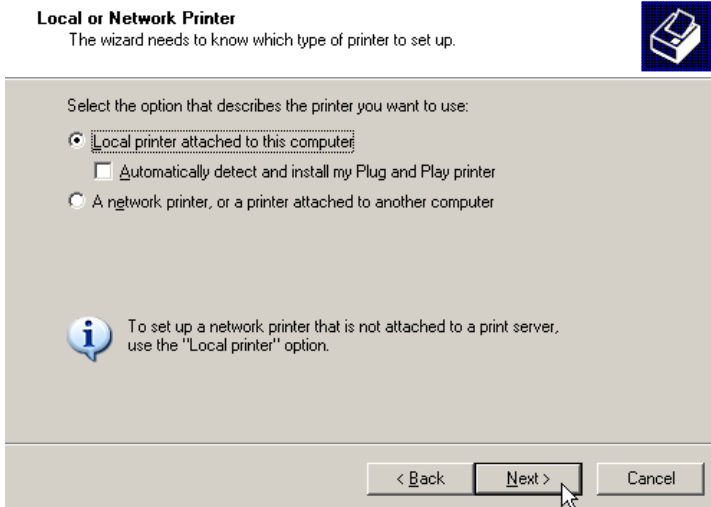 Local or Network Printer
The wizard needs to know which type of printer to set up.
Select the option that describes the printer you want to use:
Local printer attached to this computer
Automatically detect and install my Plug and Play printer
A network printer, or a printer attached to another computer
To set up a network printer that is not attached to a print server,
use the "Local printer" option.
< Back Next > Cancel